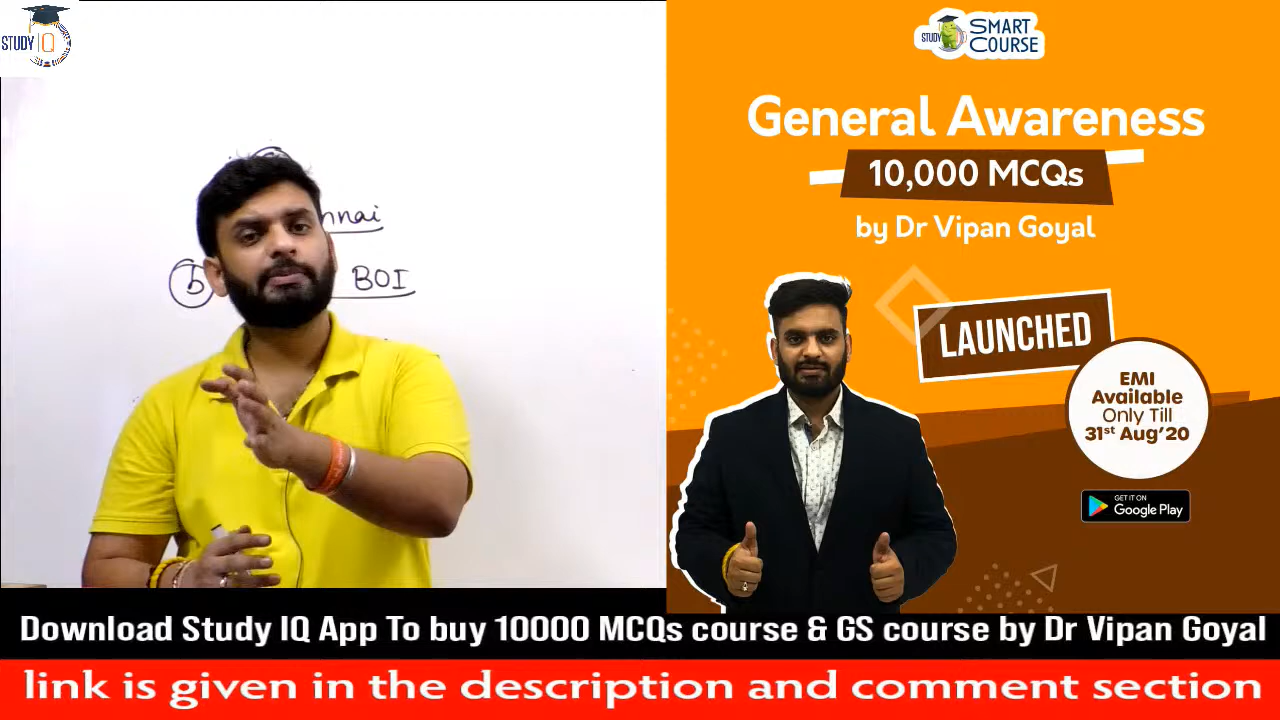 STUDY IQ
nnai
b
BOI
STUDY
SMART
COURSE
General Awareness
10,000 MCQs
by Dr Vipan Goyal
LAUNCHED
EMI
Available
Only Till
31st Aug'20
GET IT ON
Google Play
Download Study IQ App To buy 10000 MCQs course & GS course by Dr Vipan Goyal
link is given in the description and comment section